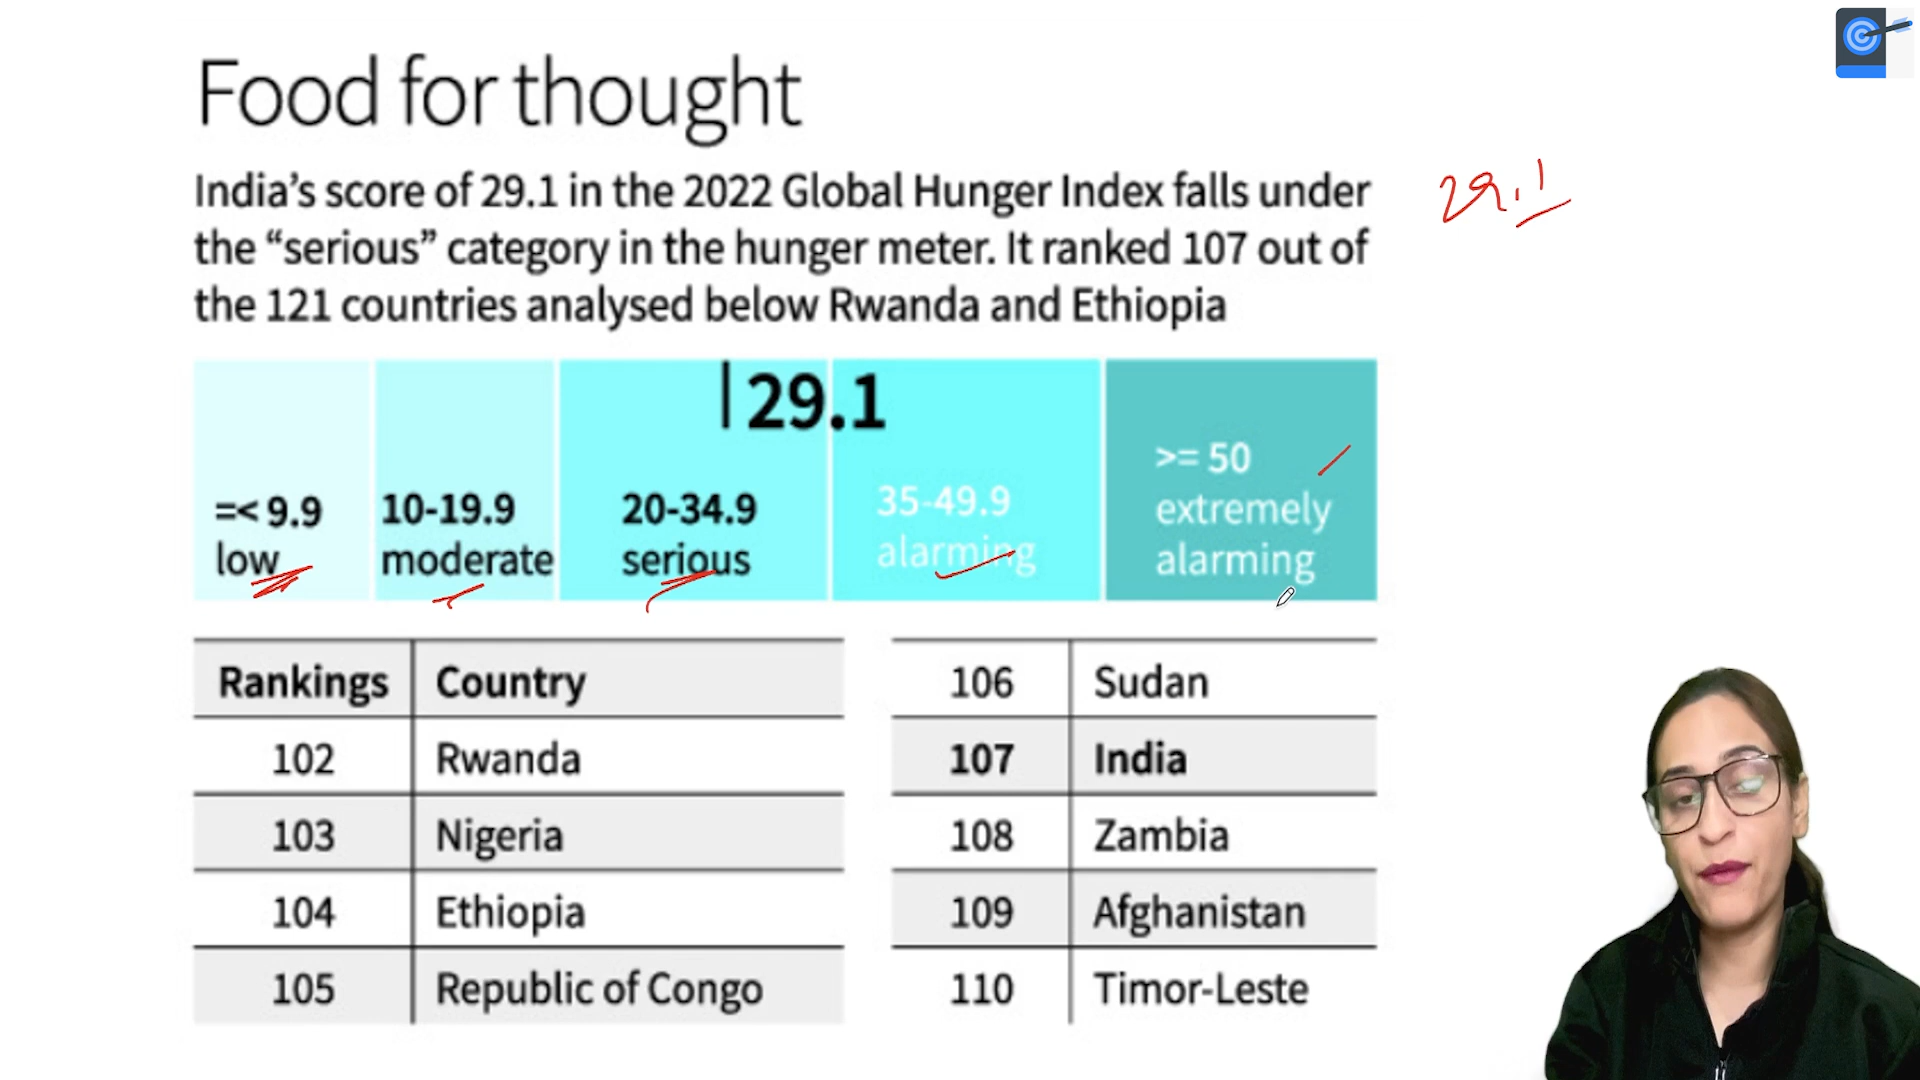 Food for thought
India's score of 29.1 in the 2022 Global Hunger Index falls under
the “serious” category in the hunger meter. It ranked 107 out of
the 121 countries analysed below Rwanda and Ethiopia
29.1
29.1
=< 9.9
low
10-19.9
moderate
20-34.9
serious
35-49.9
alarming
>= 50
extremely
alarming
Rankings Country
102 Rwanda
103 Nigeria
104 Ethiopia
105 Republic of Congo
106 Sudan
107 India
108 Zambia
109 Afghanistan
110 Timor-Leste